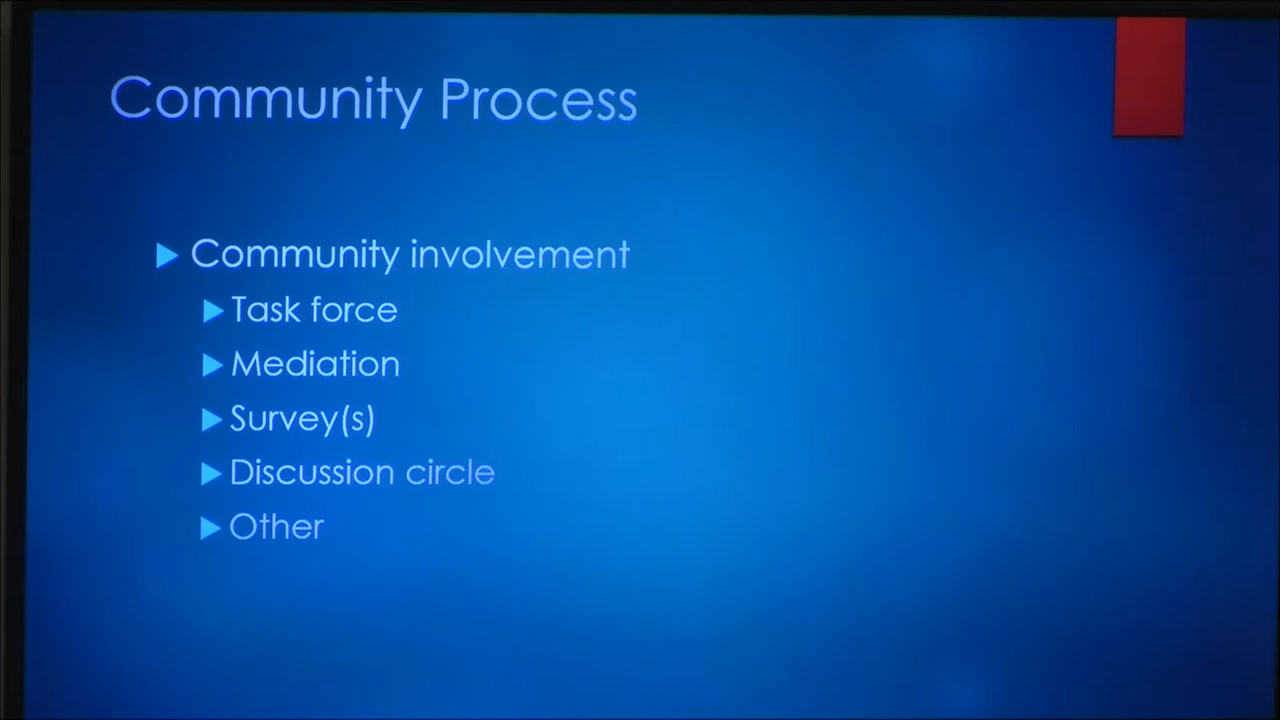 Community Process
Community involvement
Task force
Mediation
Survey(s)
Discussion circle
Other